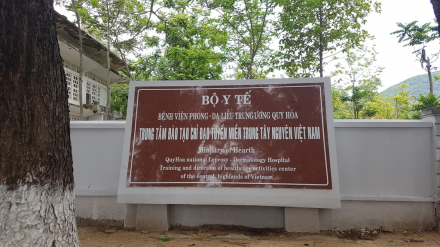 BỘ Y TẾ
BỆNH VIỆN PHONG - DA LIỄU TRUNG ƯƠNG QUY HÒA
TRUNG TÂM ĐÀO TẠO CHỈ ĐẠO TUYẾN MIỀN TRUNG TÂY NGUYÊN VIỆT NAM
Ministry of Hearth
QuyHoa national Leprosy - Dermatology Hospital
Training and direction of healthcare activities center
of the central, highlands of Vietnam